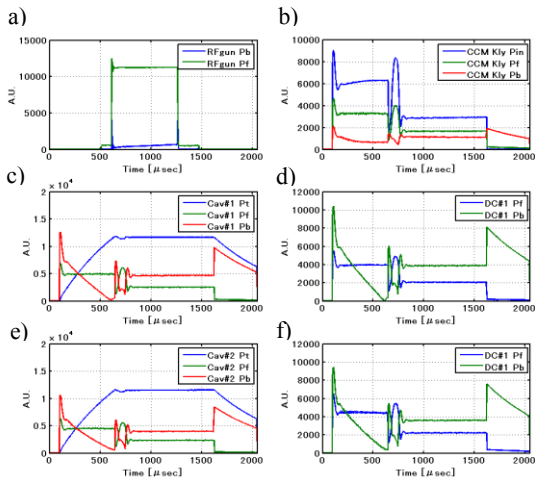 a)
15000
10000
5000
0
A.U.
0 500 1000 1500 2000
Time [μsec]
RFgun Pb
RFgun Pf
b)
10000
8000
6000
4000
2000
0
A.U.
0 500 1000 1500 2000
Time [μsec]
CCM Kly Pin
CCM Kly Pf
CCM Kly Pb
c)
x 10^4
2
1.5
1
0.5
0
A.U.
0 500 1000 1500 2000
Time [μsec]
Cav#1 Pt
Cav#1 Pf
Cav#1 Pb
d)
12000
10000
8000
6000
4000
2000
0
A.U.
0 500 1000 1500 2000
Time [μsec]
DC#1 Pf
DC#1 Pb
e)
x 10^4
2
1.5
1
0.5
0
A.U.
0 500 1000 1500 2000
Time [μsec]
Cav#2 Pt
Cav#2 Pf
Cav#2 Pb
f)
12000
10000
8000
6000
4000
2000
0
A.U.
0 500 1000 1500 2000
Time [μsec]
DC#1 Pf
DC#1 Pb